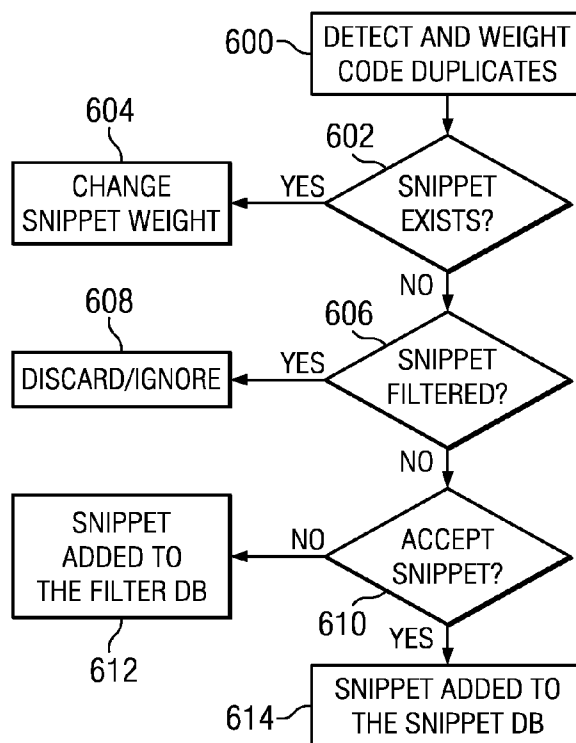 600
DETECT AND WEIGHT
CODE DUPLICATES
604
602
CHANGE
SNIPPET WEIGHT
YES
SNIPPET
EXISTS?
NO
608
606
DISCARD/IGNORE
YES
SNIPPET
FILTERED?
NO
SNIPPET
ADDED TO
THE FILTER DB
NO
ACCEPT
SNIPPET?
612
610
YES
614
SNIPPET ADDED TO
THE SNIPPET DB